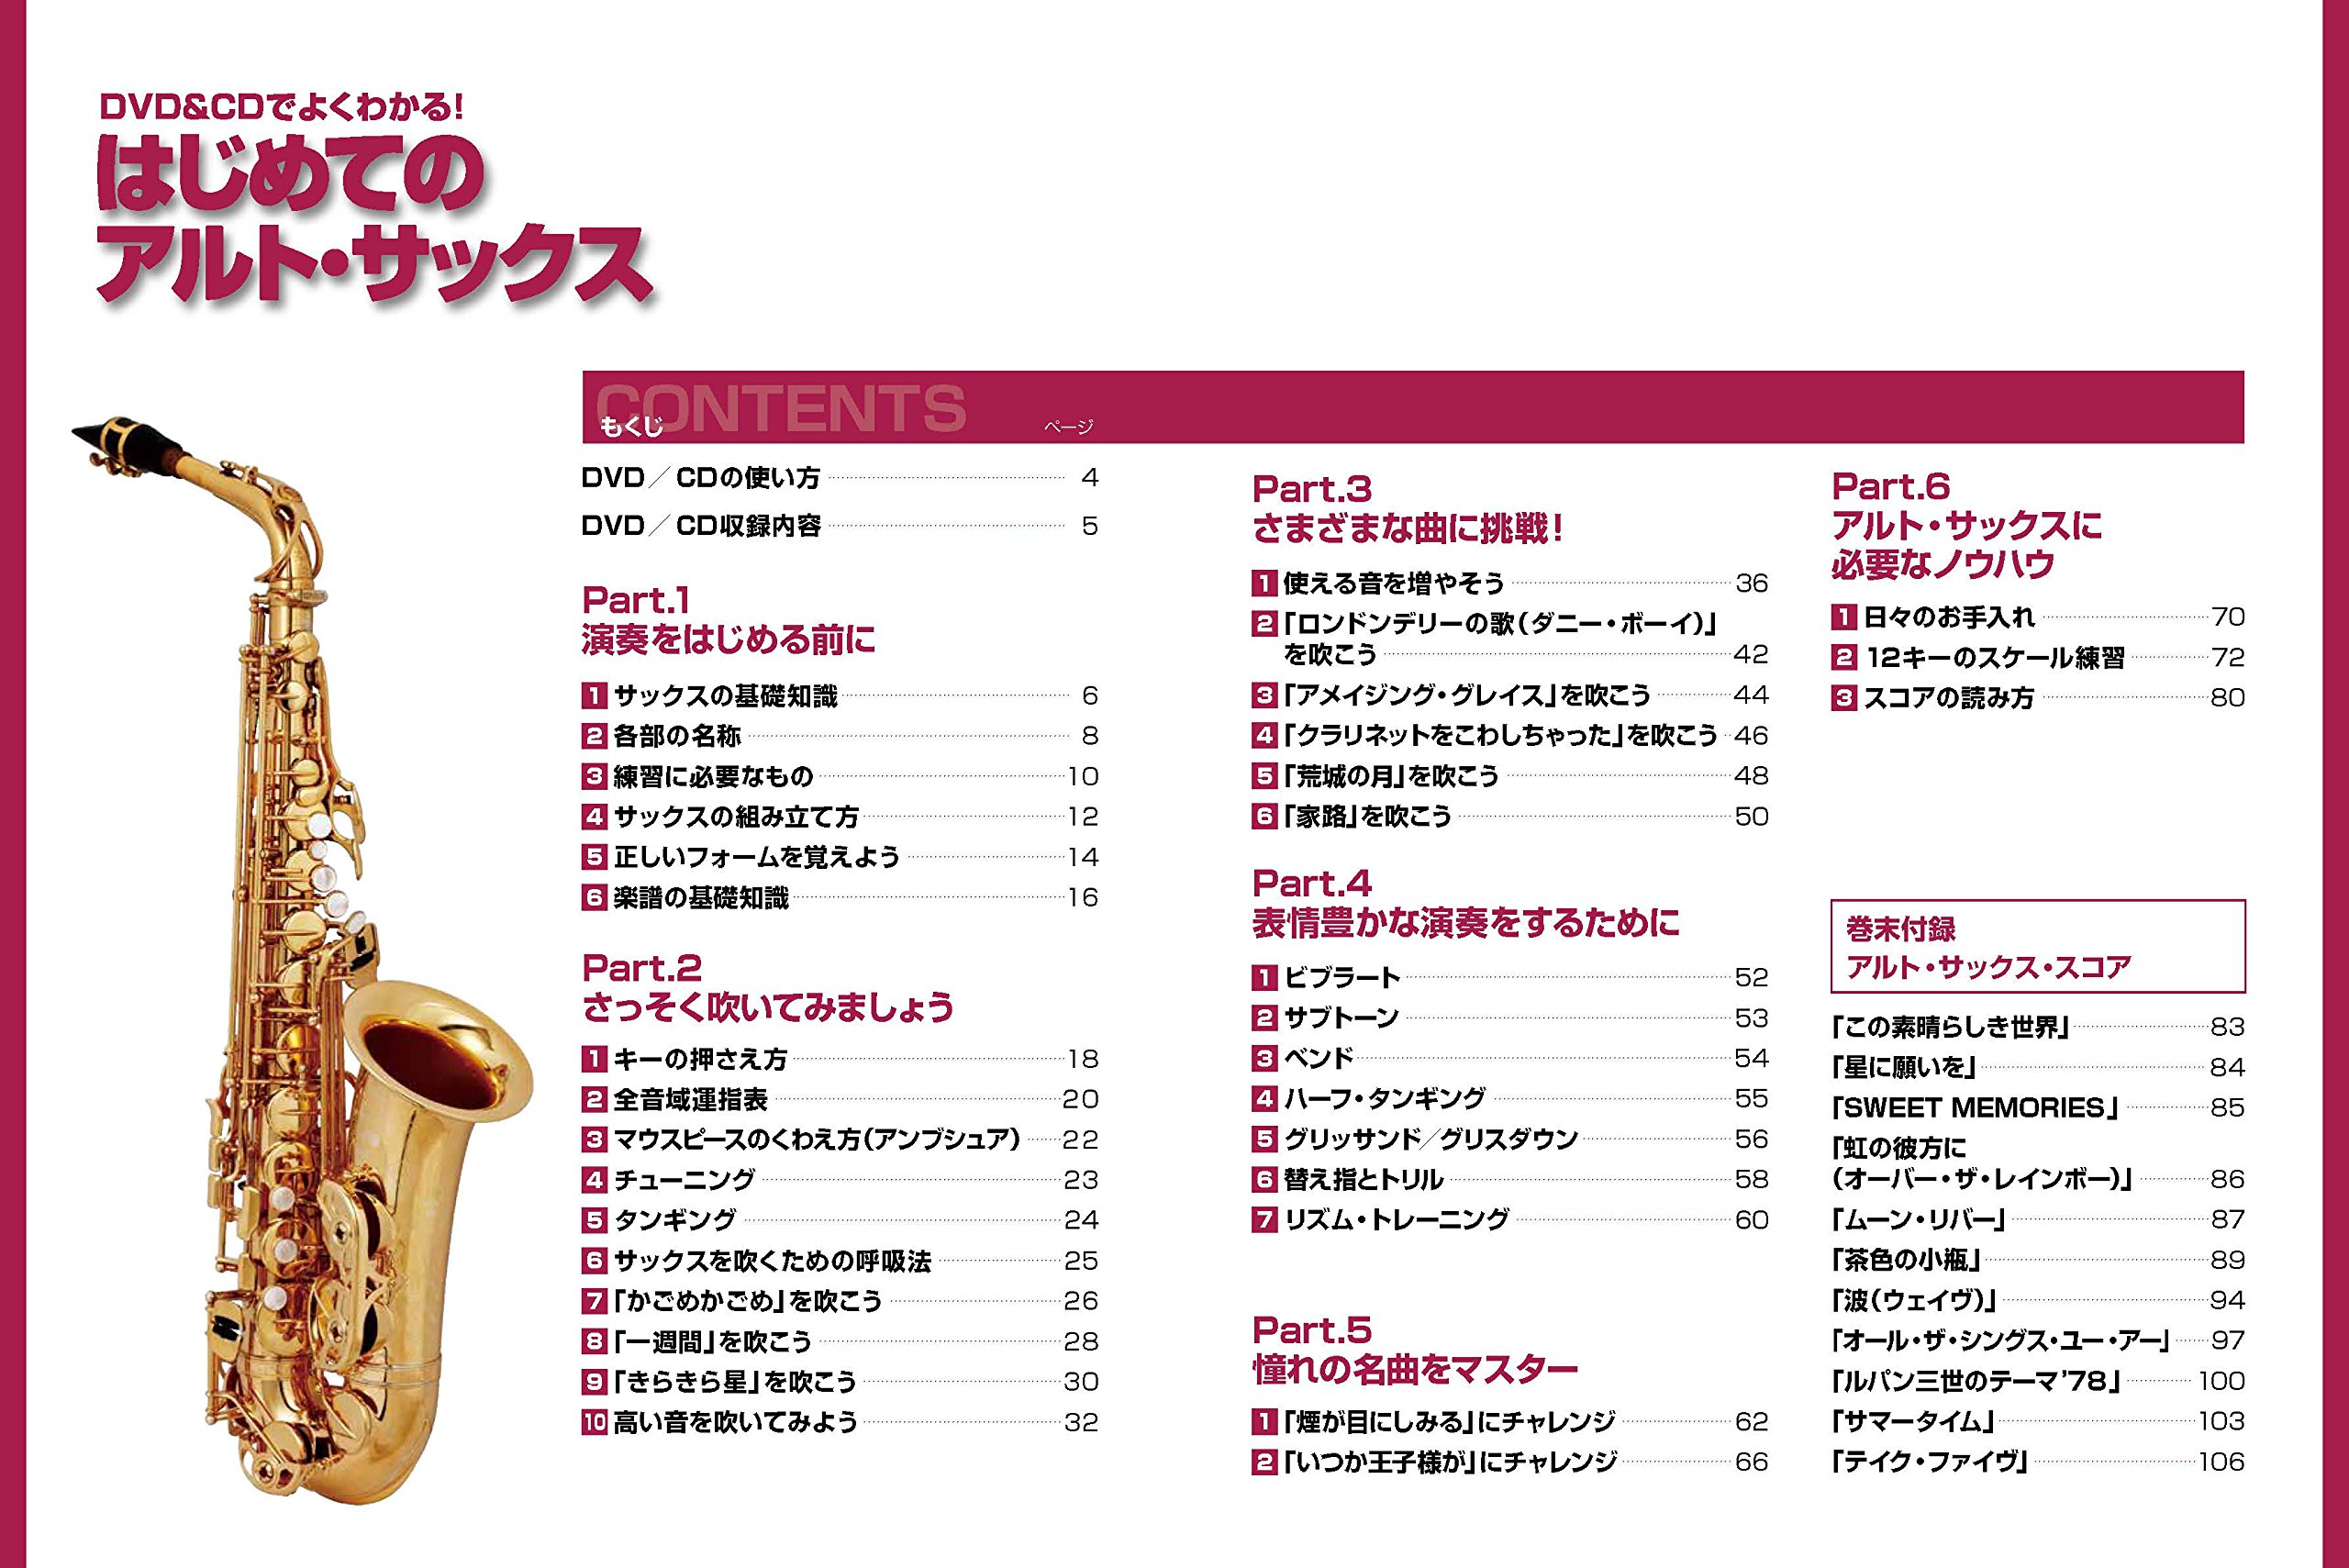 DVD&CDでよくわかる!
はじめての
アルト・サックス
CONTENTS
もくじ ページ
DVD／CDの使い方 4
DVD／CD収録内容 5
Part.1
演奏をはじめる前に
1 サックスの基礎知識 6
2 各部の名称 8
3 練習に必要なもの 10
4 サックスの組み立て方 12
5 正しいフォームを覚えよう 14
6 楽譜の基礎知識 16
Part.2
さっそく吹いてみましょう
1 キーの押さえ方 18
2 全音域運指表 20
3 マウスピースのくわえ方（アンブシュア） 22
4 チューニング 23
5 タンギング 24
6 サックスを吹くための呼吸法 25
7 「かごめかごめ」を吹こう 26
8 「一週間」を吹こう 28
9 「きらきら星」を吹こう 30
10 高い音を吹いてみよう 32
Part.3
さまざまな曲に挑戦!
1 使える音を増やそう 36
2 「ロンドンデリーの歌（ダニー・ボーイ）」
を吹こう 42
3 「アメイジング・グレイス」を吹こう 44
4 「クラリネットをこわしちゃった」を吹こう 46
5 「荒城の月」を吹こう 48
6 「家路」を吹こう 50
Part.4
表情豊かな演奏をするために
1 ビブラート 52
2 サブトーン 53
3 ベンド 54
4 ハーフ・タンギング 55
5 グリッサンド／グリスダウン 56
6 替え指とトリル 58
7 リズム・トレーニング 60
Part.5
憧れの名曲をマスター
1 「煙が目にしみる」にチャレンジ 62
2 「いつか王子様が」にチャレンジ 66
Part.6
アルト・サックスに
必要なノウハウ
1 日々のお手入れ 70
2 12キーのスケール練習 72
3 スコアの読み方 80
巻末付録
アルト・サックス・スコア
「この素晴らしき世界」 83
「星に願いを」 84
「SWEET MEMORIES」 85
「虹の彼方に
（オーバー・ザ・レインボー）」 86
「ムーン・リバー」 87
「茶色の小瓶」 89
「波（ウェイヴ）」 94
「オール・ザ・シングス・ユー・アー」 97
「ルパン三世のテーマ'78」 100
「サマータイム」 103
「テイク・ファイヴ」 106